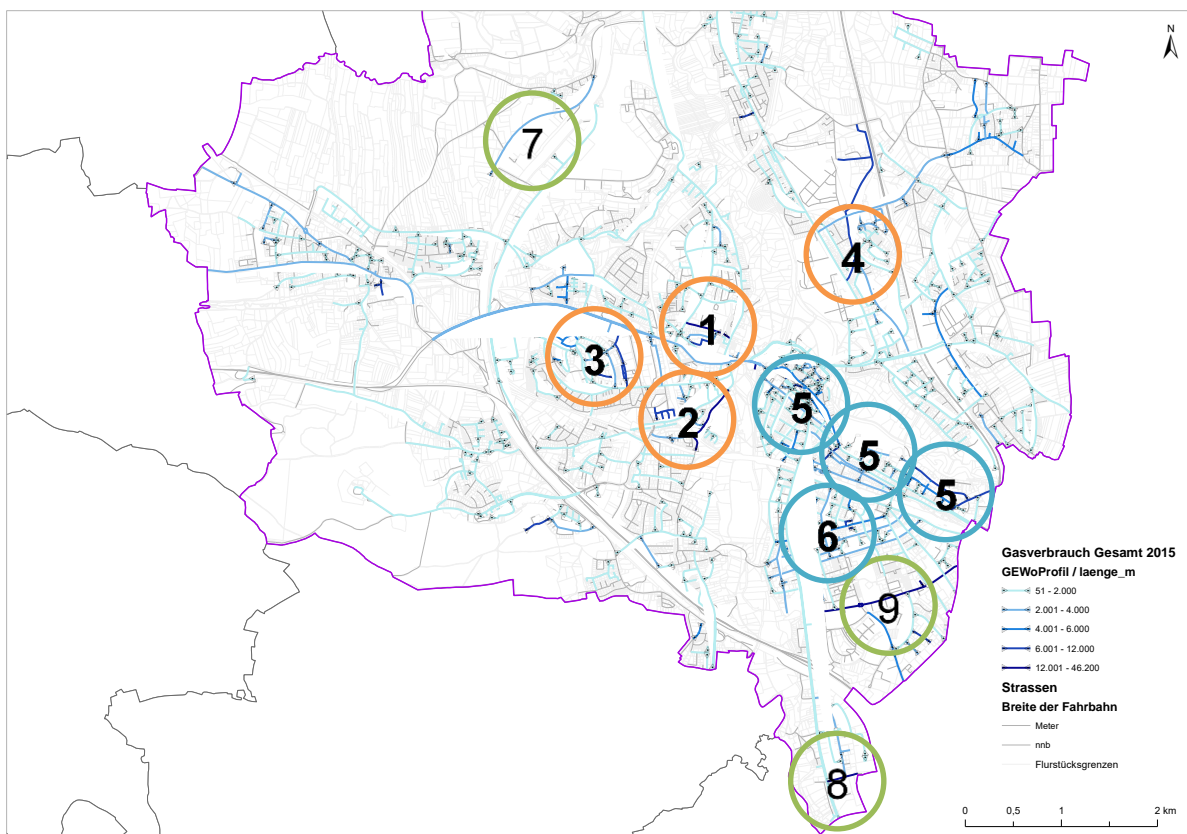 N
7
4
1
3
2
5
5
5
6
9
8
Gasverbrauch Gesamt 2015
GEWoProfil / laenge_m
51 - 2.000
2.001 - 4.000
4.001 - 6.000
6.001 - 12.000
12.001 - 46.200
Strassen
Breite der Fahrbahn
Meter
nnb
Flurstücksgrenzen
0 0,5 1 2 km